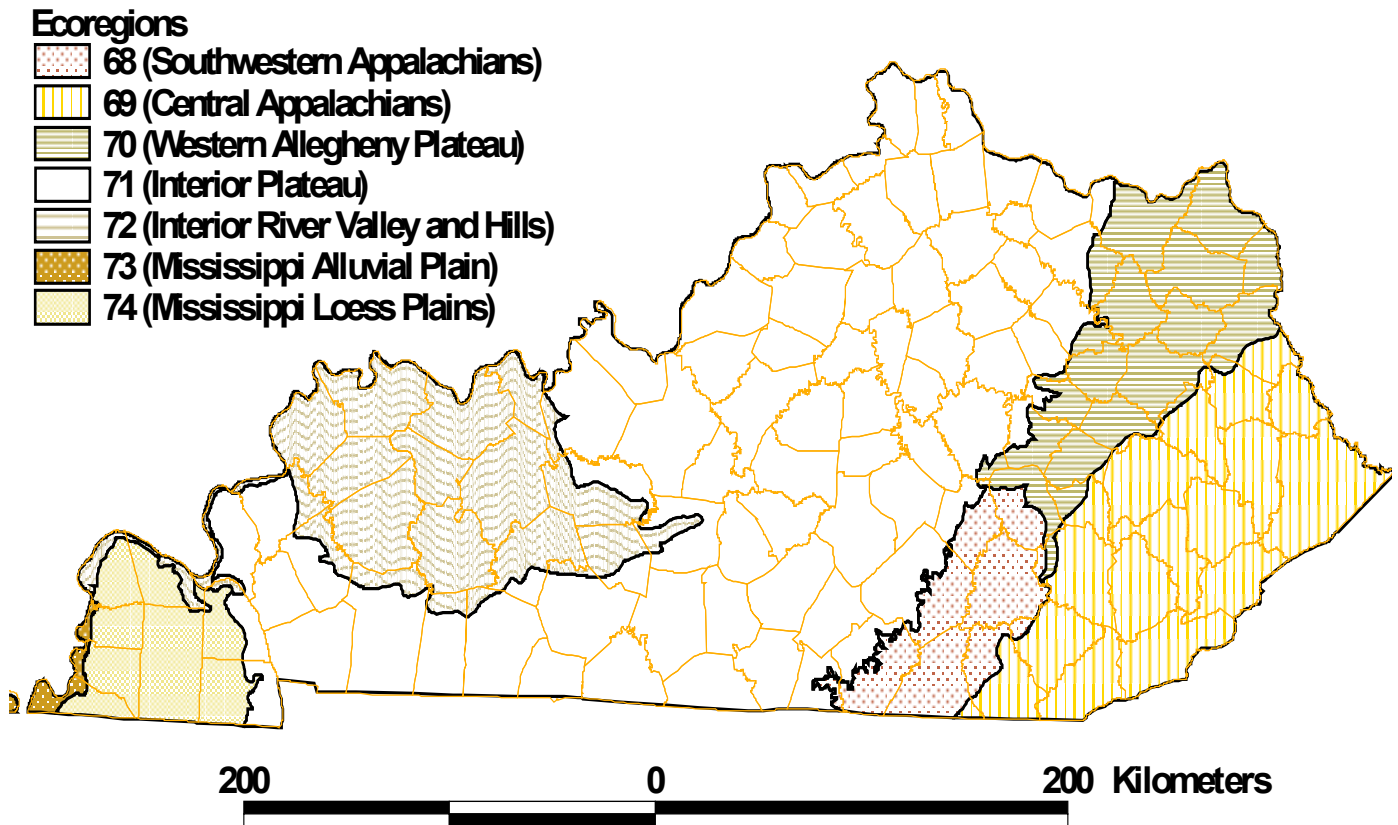 Ecoregions
68 (Southwestern Appalachians)
69 (Central Appalachians)
70 (Western Allegheny Plateau)
71 (Interior Plateau)
72 (Interior River Valley and Hills)
73 (Mississippi Alluvial Plain)
74 (Mississippi Loess Plains)
200 0 200 Kilometers